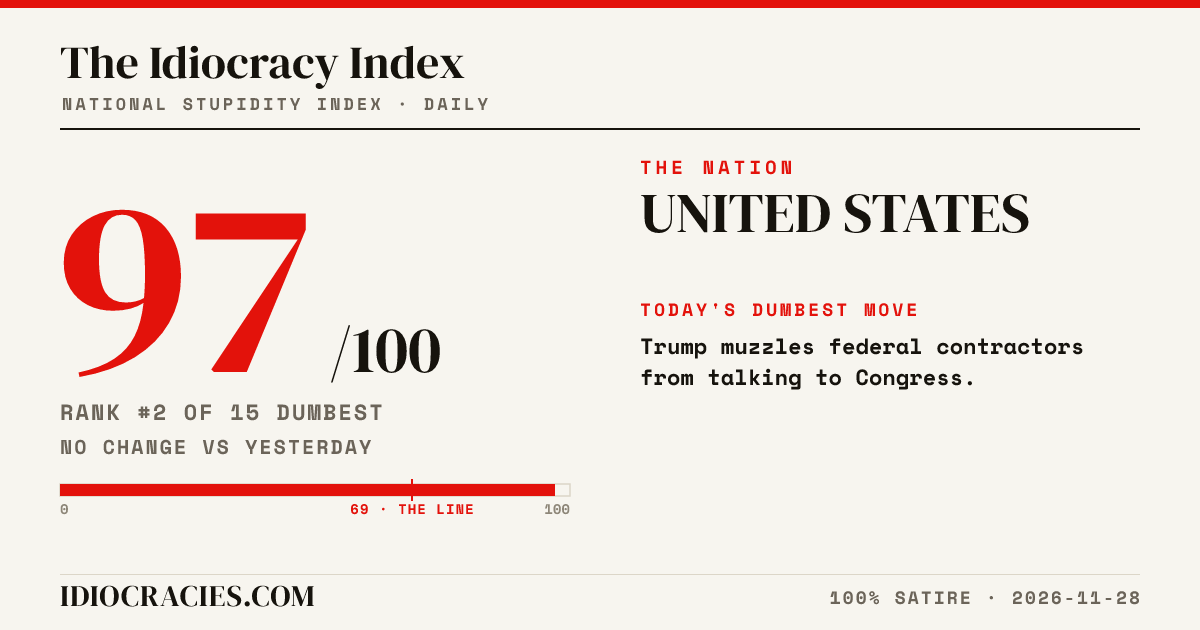 The Idiocracy Index
NATIONAL STUPIDITY INDEX · DAILY
97 /100
RANK #2 OF 15 DUMBEST
NO CHANGE VS YESTERDAY
0
69 · THE LINE
100
THE NATION
UNITED STATES
TODAY'S DUMBEST MOVE
Trump muzzles federal contractors
from talking to Congress.
IDIOCRACIES.COM
100% SATIRE · 2026-11-28